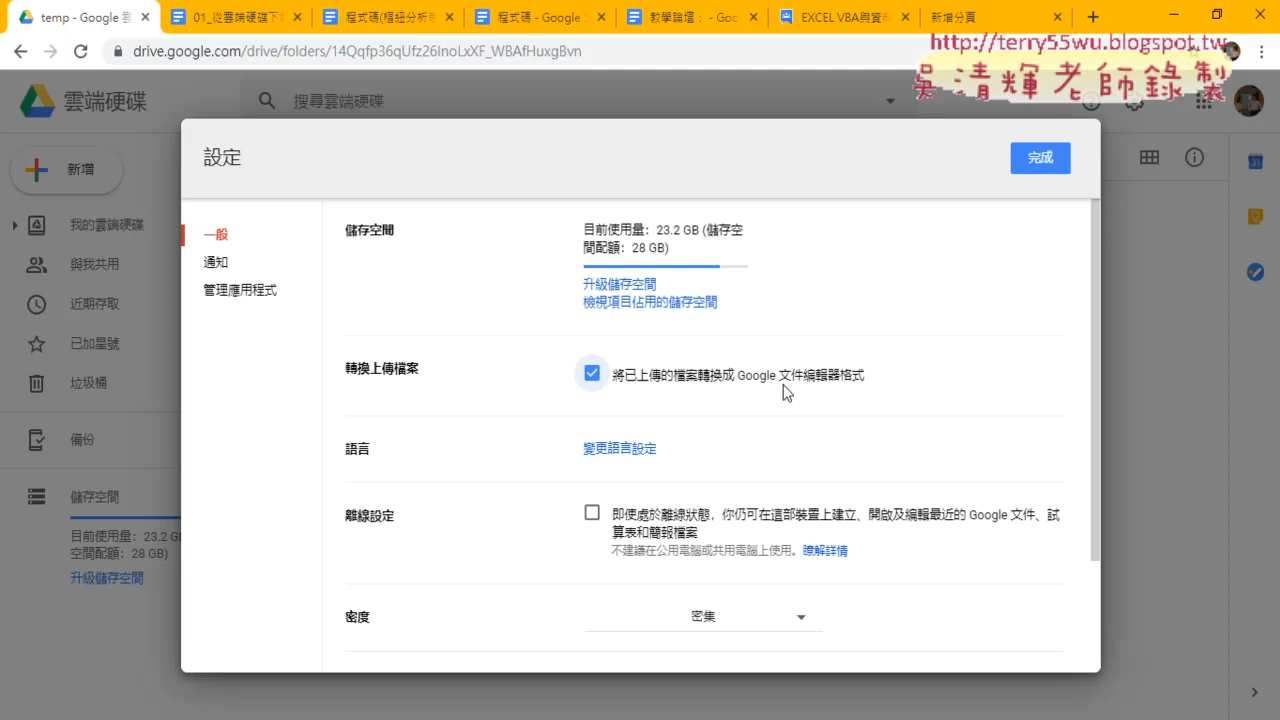 temp - Google 雲
01_從雲端硬碟下
程式碼(樞紐分析
程式碼 - Google
教學論壇： - Goo
EXCEL VBA與資
新增分頁
drive.google.com/drive/folders/14Qqfp36qUfz26lnoLxXF_WBAfHuxgBvn
http://terry55wu.blogspot.tw
吳清輝老師錄製
雲端硬碟
搜尋雲端硬碟
設定
完成
新增
我的雲端硬碟
與我共用
近期存取
已加星號
垃圾桶
備份
儲存空間
目前使用量：23.2 G
空間配額：28 GB)
升級儲存空間
一般
通知
管理應用程式
儲存空間
目前使用量：23.2 GB (儲存空
間配額：28 GB)
升級儲存空間
檢視項目佔用的儲存空間
轉換上傳檔案
將已上傳的檔案轉換成 Google 文件編輯器格式
語言
變更語言設定
離線設定
即使處於離線狀態，你仍可在這部裝置上建立、開啟及編輯最近的 Google 文件、試
算表和簡報檔案
不建議在公用電腦或共用電腦上使用。瞭解詳情
密度
密集
31